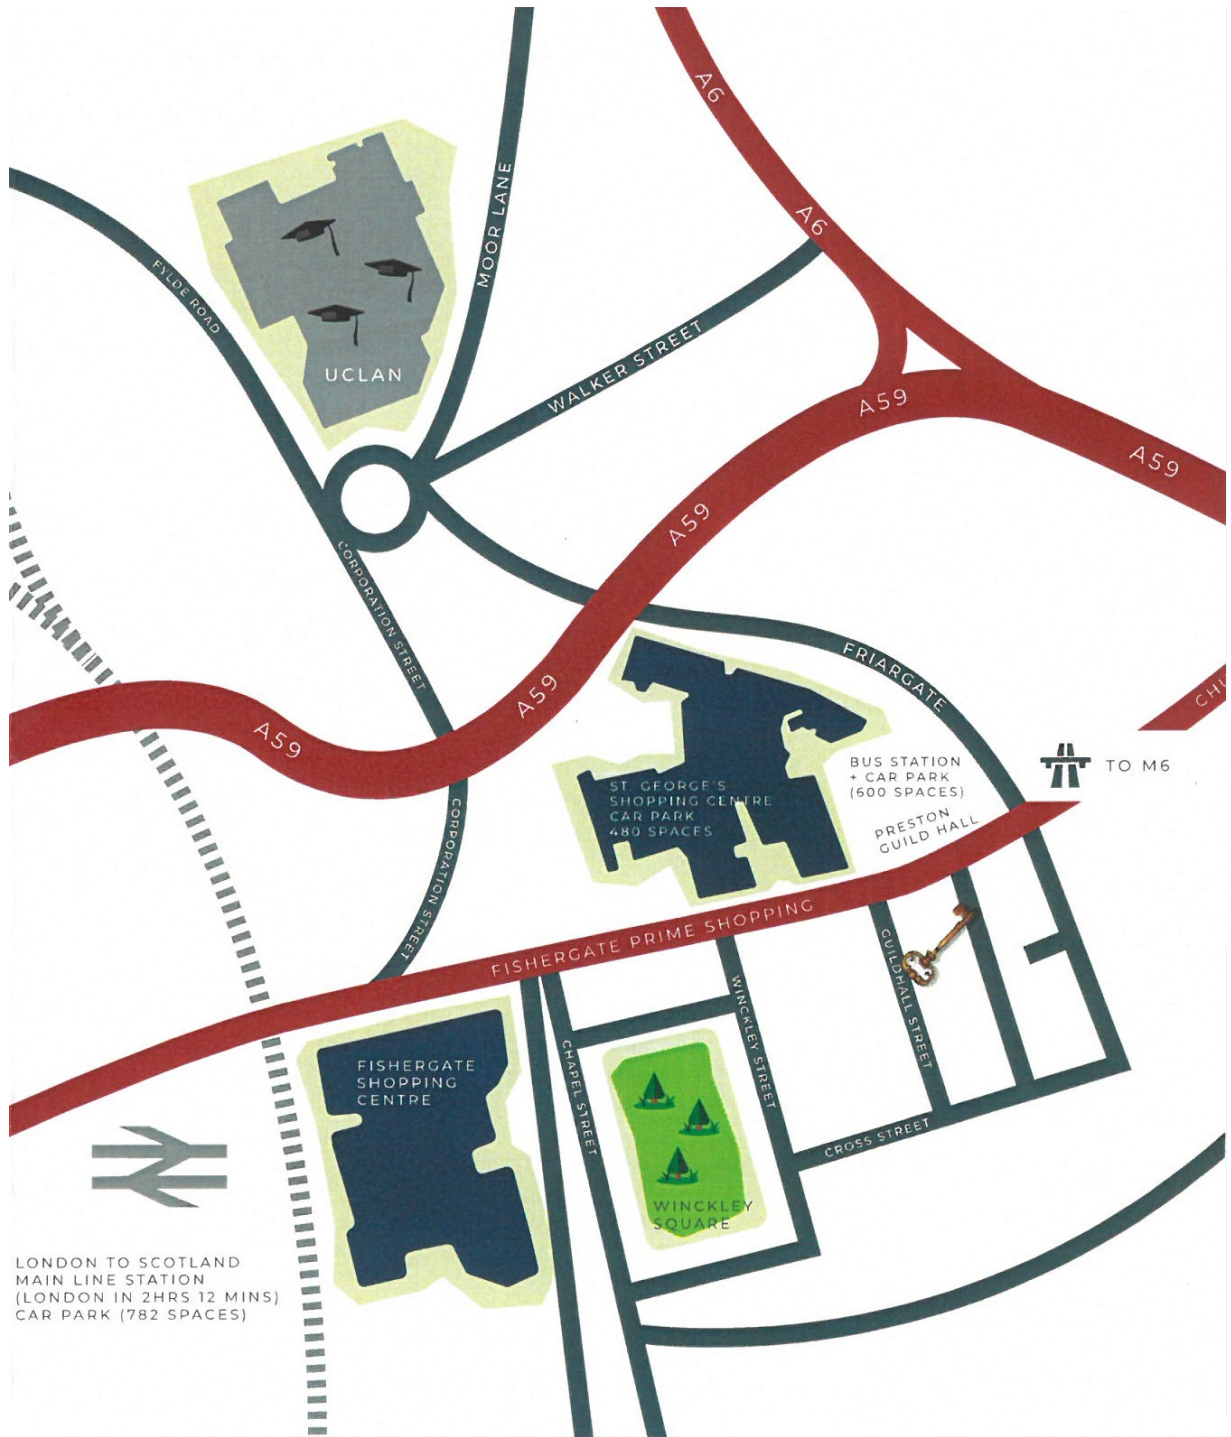 A6
A6
MOOR LANE
FYLDE ROAD
UCLAN
WALKER STREET
A59
A59
A59
CORPORATION STREET
A59
A59
FRIARGATE
BUS STATION
+ CAR PARK
(600 SPACES)
TO M6
ST. GEORGE'S
SHOPPING CENTRE
CAR PARK
480 SPACES
PRESTON
GUILD HALL
CORPORATION STREET
FISHERGATE PRIME SHOPPING
GUILDHALL STREET
WINCKLEY STREET
FISHERGATE
SHOPPING
CENTRE
CHAPEL STREET
CROSS STREET
WINCKLEY
SQUARE
LONDON TO SCOTLAND
MAIN LINE STATION
(LONDON IN 2HRS 12 MINS)
CAR PARK (782 SPACES)